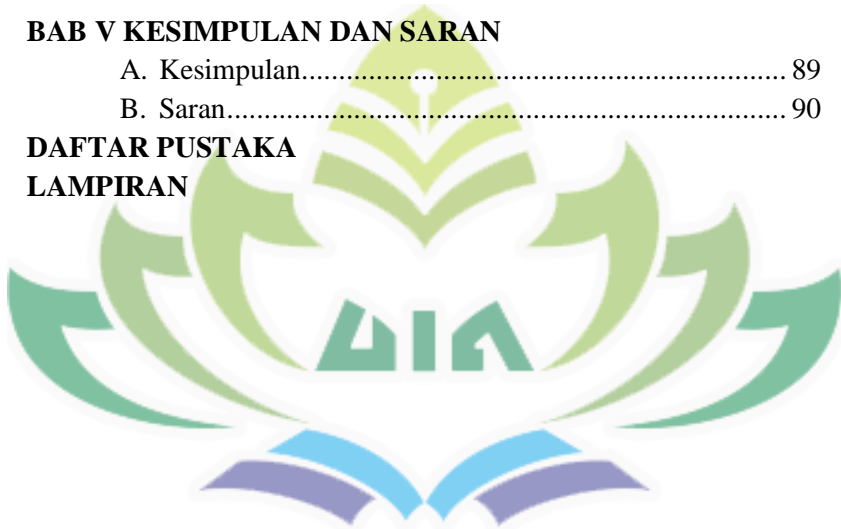 BAB V KESIMPULAN DAN SARAN
A. Kesimpulan................................................................ 89
B. Saran.......................................................................... 90
DAFTAR PUSTAKA
LAMPIRAN